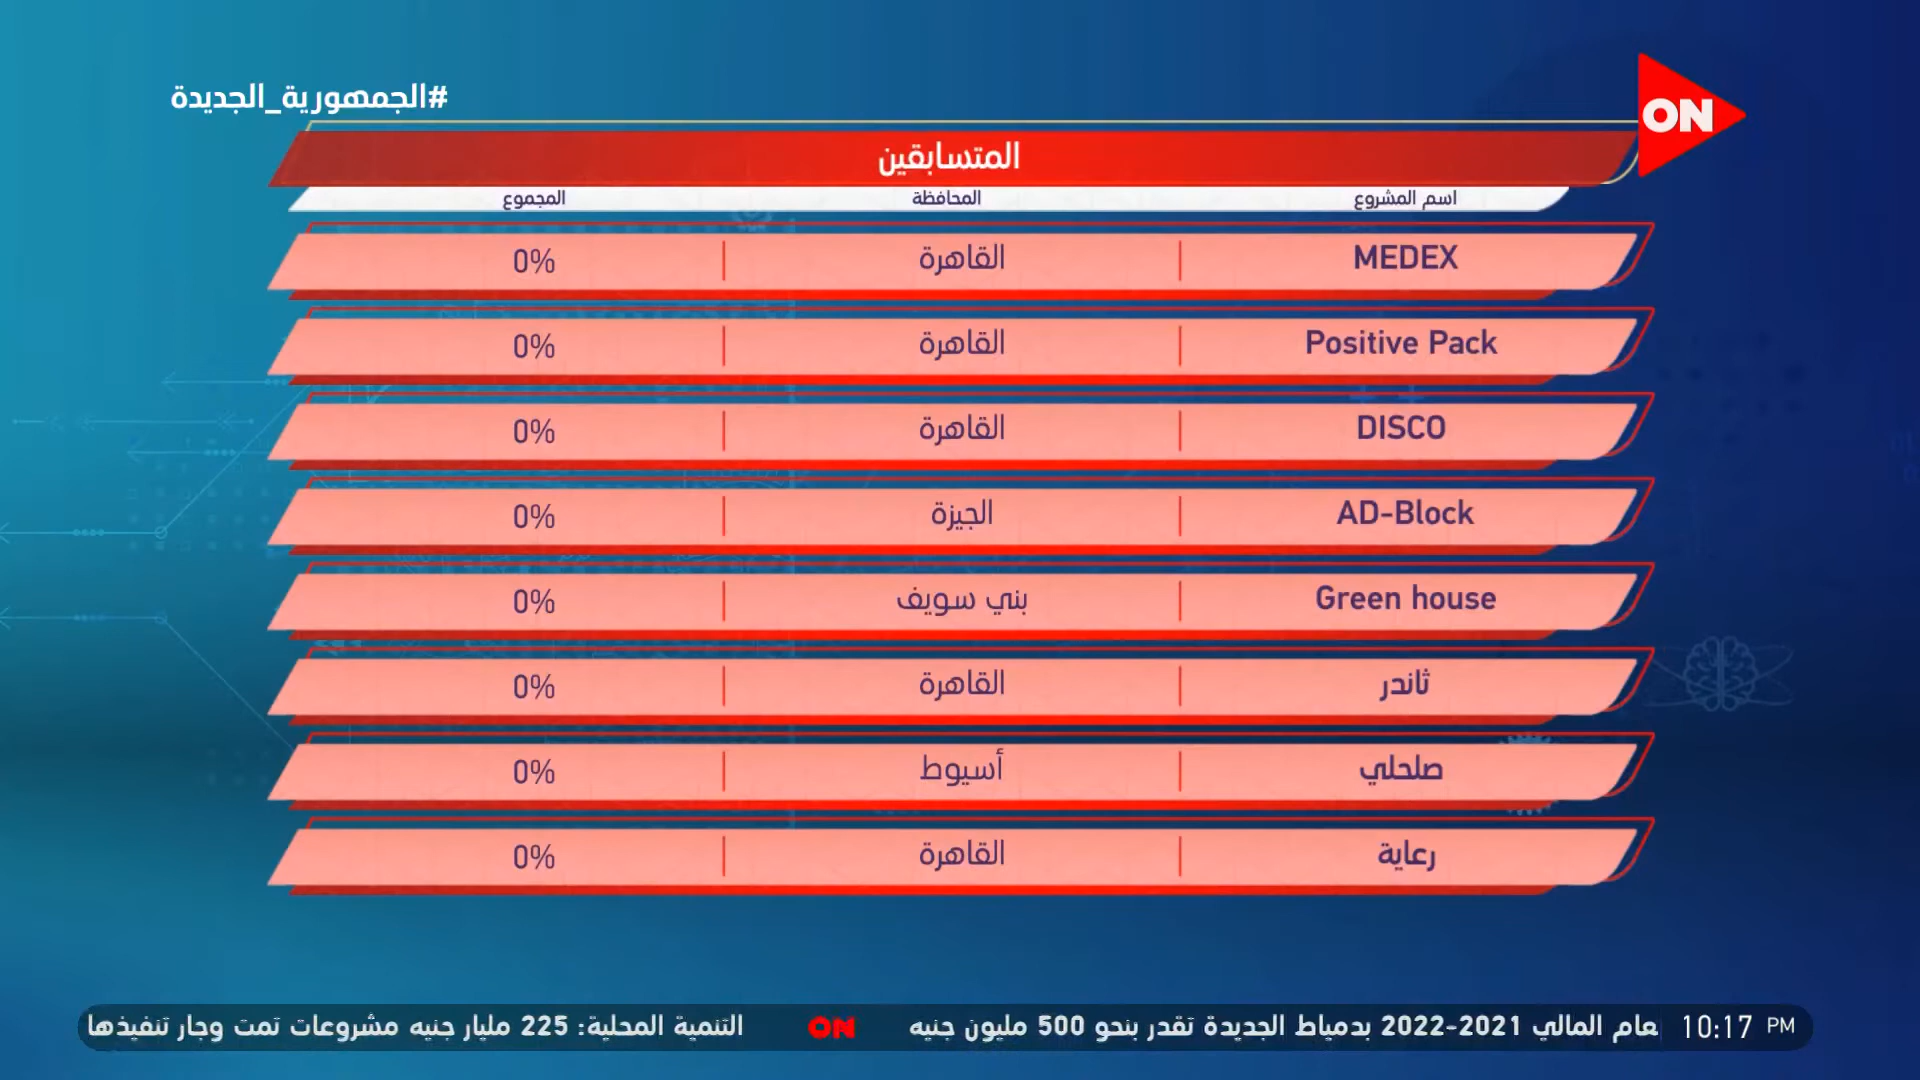 #الجمهورية_الجديدة
ON
المتسابقين
اسم المشروع المحافظة المجموع
MEDEX القاهرة 0%
Positive Pack القاهرة 0%
DISCO القاهرة 0%
AD-Block الجيزة 0%
Green house بني سويف 0%
ثاندر القاهرة 0%
صلحلي أسيوط 0%
رعاية القاهرة 0%
10:17 PM
عام المالي 2021-2022 بدمياط الجديدة تقدر بنحو 500 مليون جنيه ON التنمية المحلية: 225 مليار جنيه مشروعات تمت وجار تنفيذها